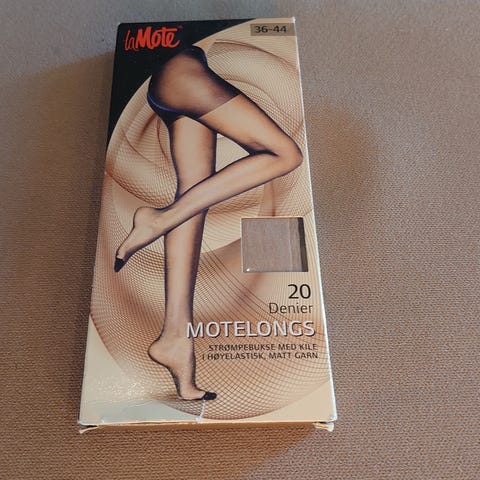 laMote®
36-44
20
Denier
MOTELONGS
STRØMPEBUKSE MED KILE
I HØYELASTISK, MATT GARN